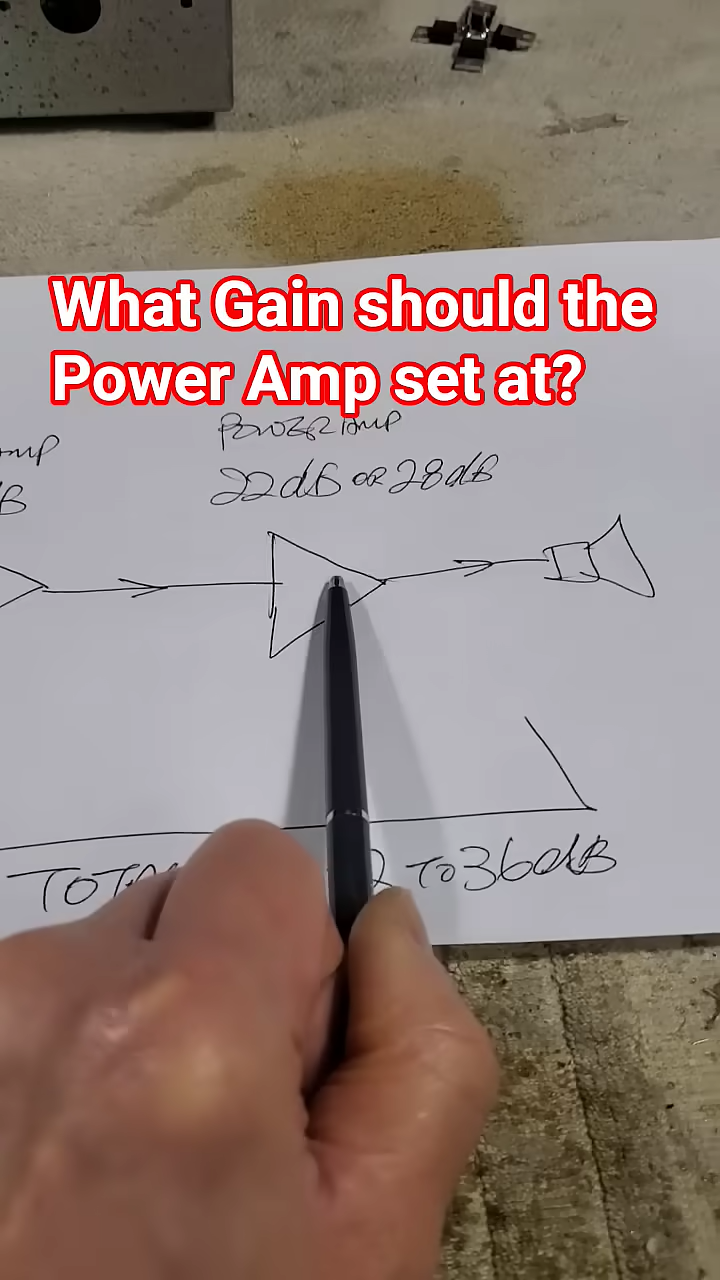 What Gain should the
Power Amp set at?
POWER AMP
22dB OR 28dB
TO 36dB